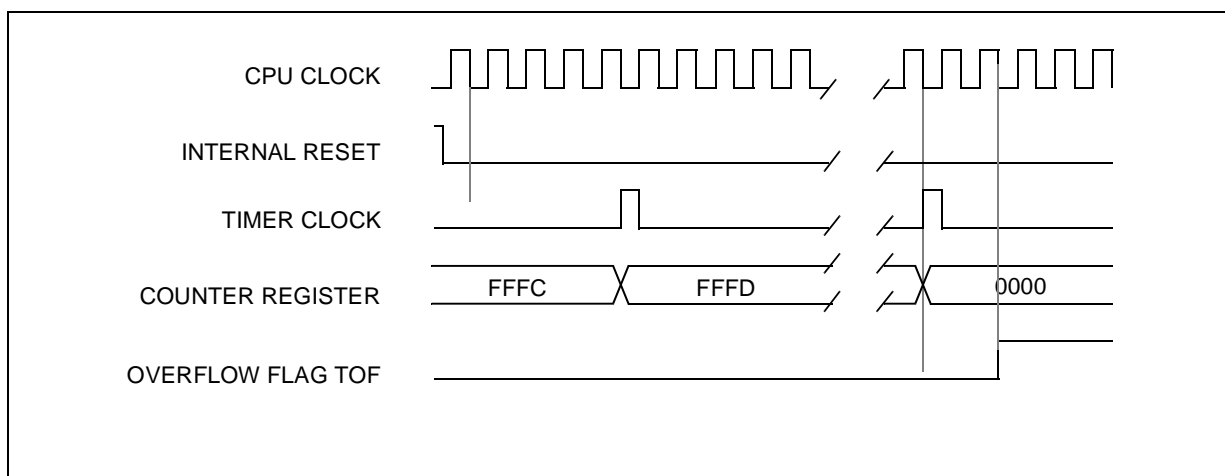 CPU CLOCK
INTERNAL RESET
TIMER CLOCK
COUNTER REGISTER FFFC FFFD 0000
OVERFLOW FLAG TOF